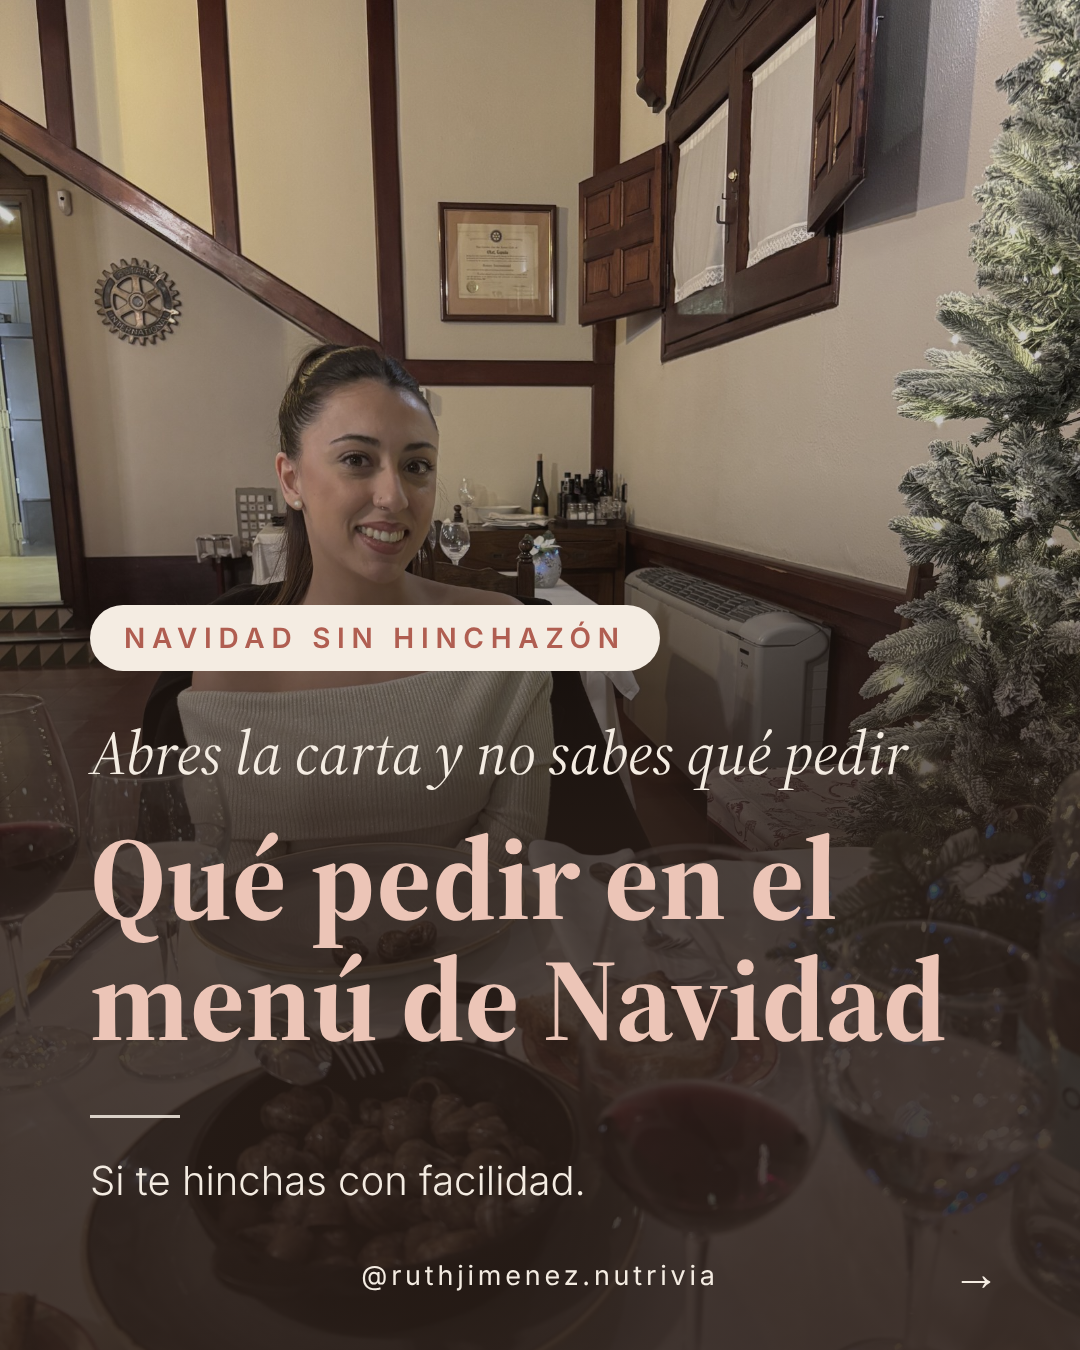 NAVIDAD SIN HINCHAZÓN
Abres la carta y no sabes qué pedir
Qué pedir en el
menú de Navidad
Si te hinchas con facilidad.
@ruthjimenez.nutrivia
→